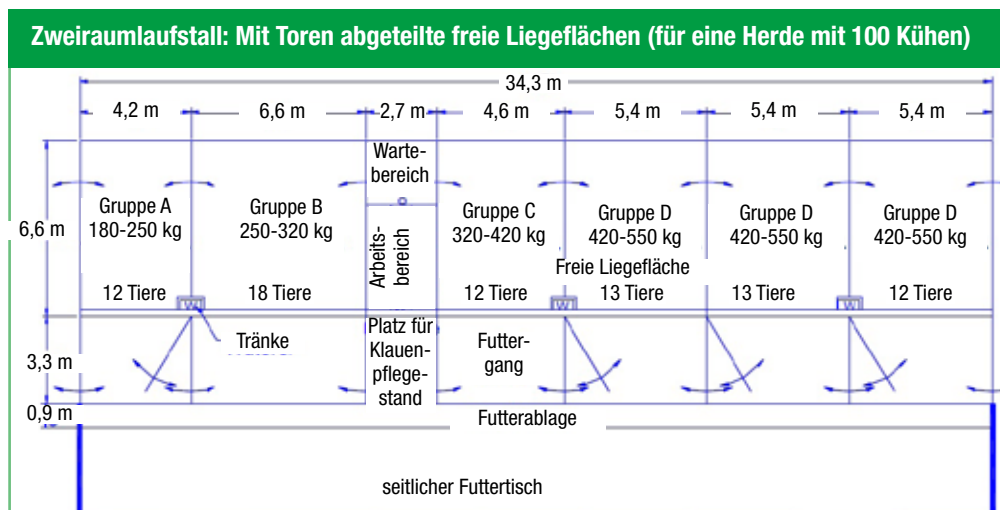 Zweiraumlaufstall: Mit Toren abgeteilte freie Liegeflächen (für eine Herde mit 100 Kühen)
34,3 m
4,2 m 6,6 m 2,7 m 4,6 m 5,4 m 5,4 m 5,4 m
Warte-
bereich
Gruppe A
180-250 kg
Gruppe B
250-320 kg
Gruppe C
320-420 kg
Gruppe D
420-550 kg
Gruppe D
420-550 kg
Gruppe D
420-550 kg
6,6 m
Arbeits-
bereich
Freie Liegefläche
12 Tiere 18 Tiere 12 Tiere 13 Tiere 13 Tiere 12 Tiere
W W W
Tränke
Platz für
Klauen-
pflege-
stand
Futter-
gang
3,3 m
0,9 m
Futterablage
seitlicher Futtertisch